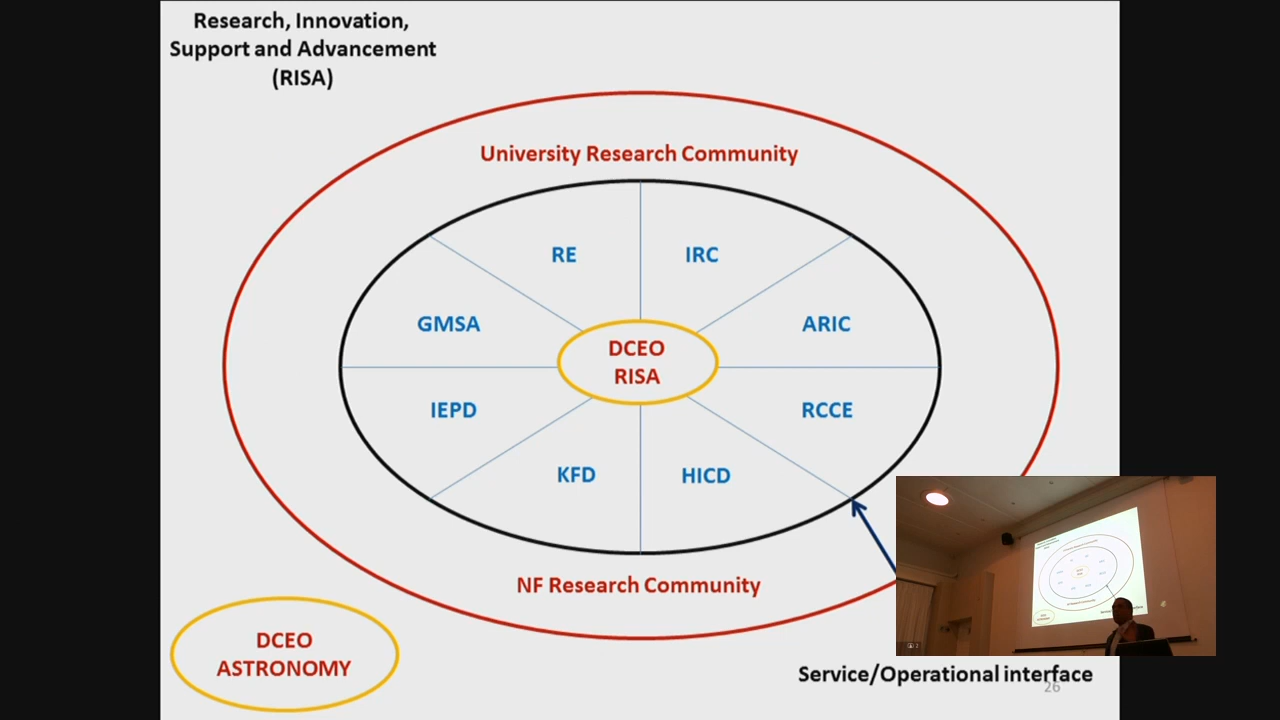 Research, Innovation,
Support and Advancement
(RISA)
University Research Community
RE
IRC
GMSA
ARIC
DCEO
RISA
IEPD
RCCE
KFD
HICD
NF Research Community
DCEO
ASTRONOMY
Service/Operational interface
26